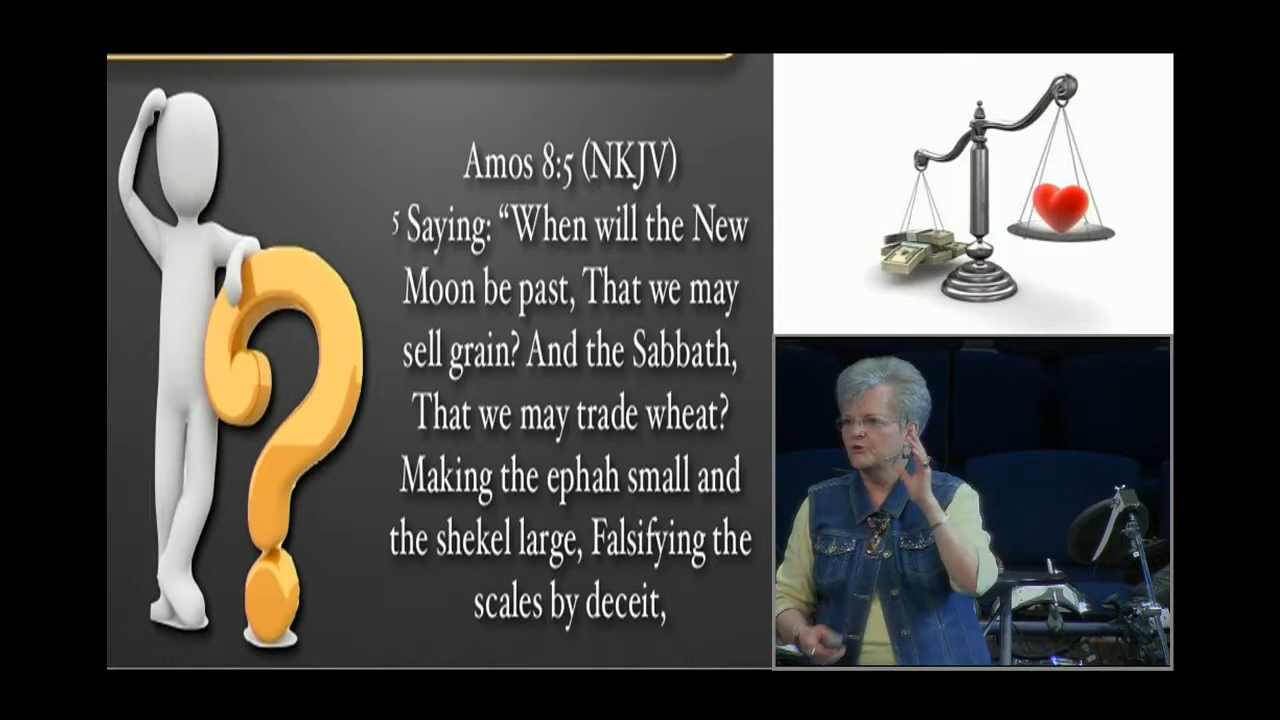 Amos 8:5 (NKJV)
5 Saying: “When will the New
Moon be past, That we may
sell grain? And the Sabbath,
That we may trade wheat?
Making the ephah small and
the shekel large, Falsifying the
scales by deceit,